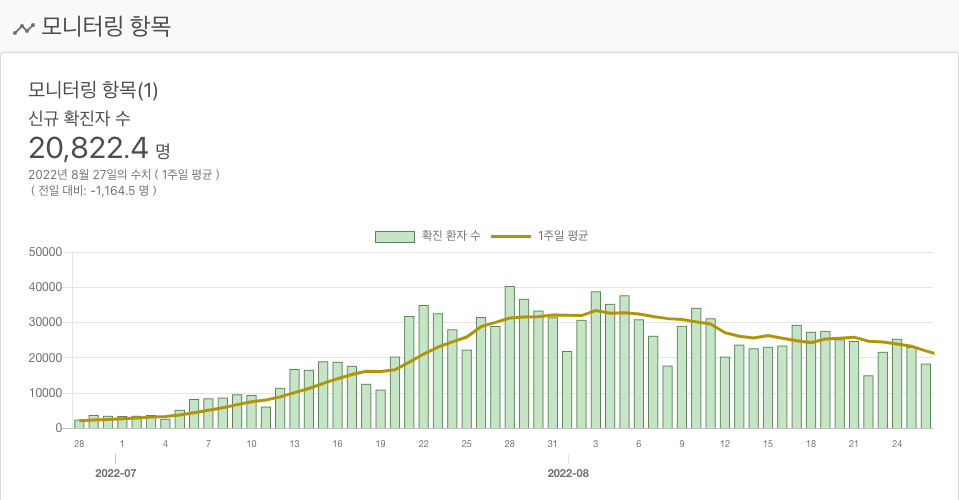 모니터링 항목
모니터링 항목(1)
신규 확진자 수
20,822.4 명
2022년 8월 27일의 수치 ( 1주일 평균 )
( 전일 대비: -1,164.5 명 )
확진 환자 수 1주일 평균
50000
40000
30000
20000
10000
0
28 1 4 7 10 13 16 19 22 25 28 31 3 6 9 12 15 18 21 24
2022-07 2022-08